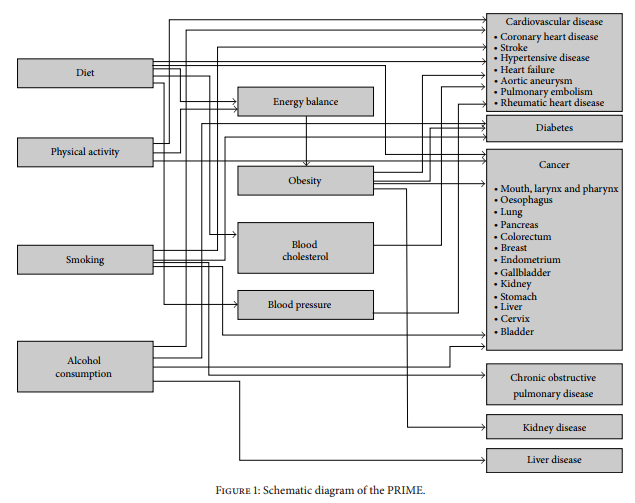 Diet
Physical activity
Smoking
Alcohol
consumption
Energy balance
Obesity
Blood
cholesterol
Blood pressure
Cardiovascular disease
• Coronary heart disease
• Stroke
• Hypertensive disease
• Heart failure
• Aortic aneurysm
• Pulmonary embolism
• Rheumatic heart disease
Diabetes
Cancer
• Mouth, larynx and pharynx
• Oesophagus
• Lung
• Pancreas
• Colorectum
• Breast
• Endometrium
• Gallbladder
• Kidney
• Stomach
• Liver
• Cervix
• Bladder
Chronic obstructive
pulmonary disease
Kidney disease
Liver disease
Figure 1: Schematic diagram of the PRIME.